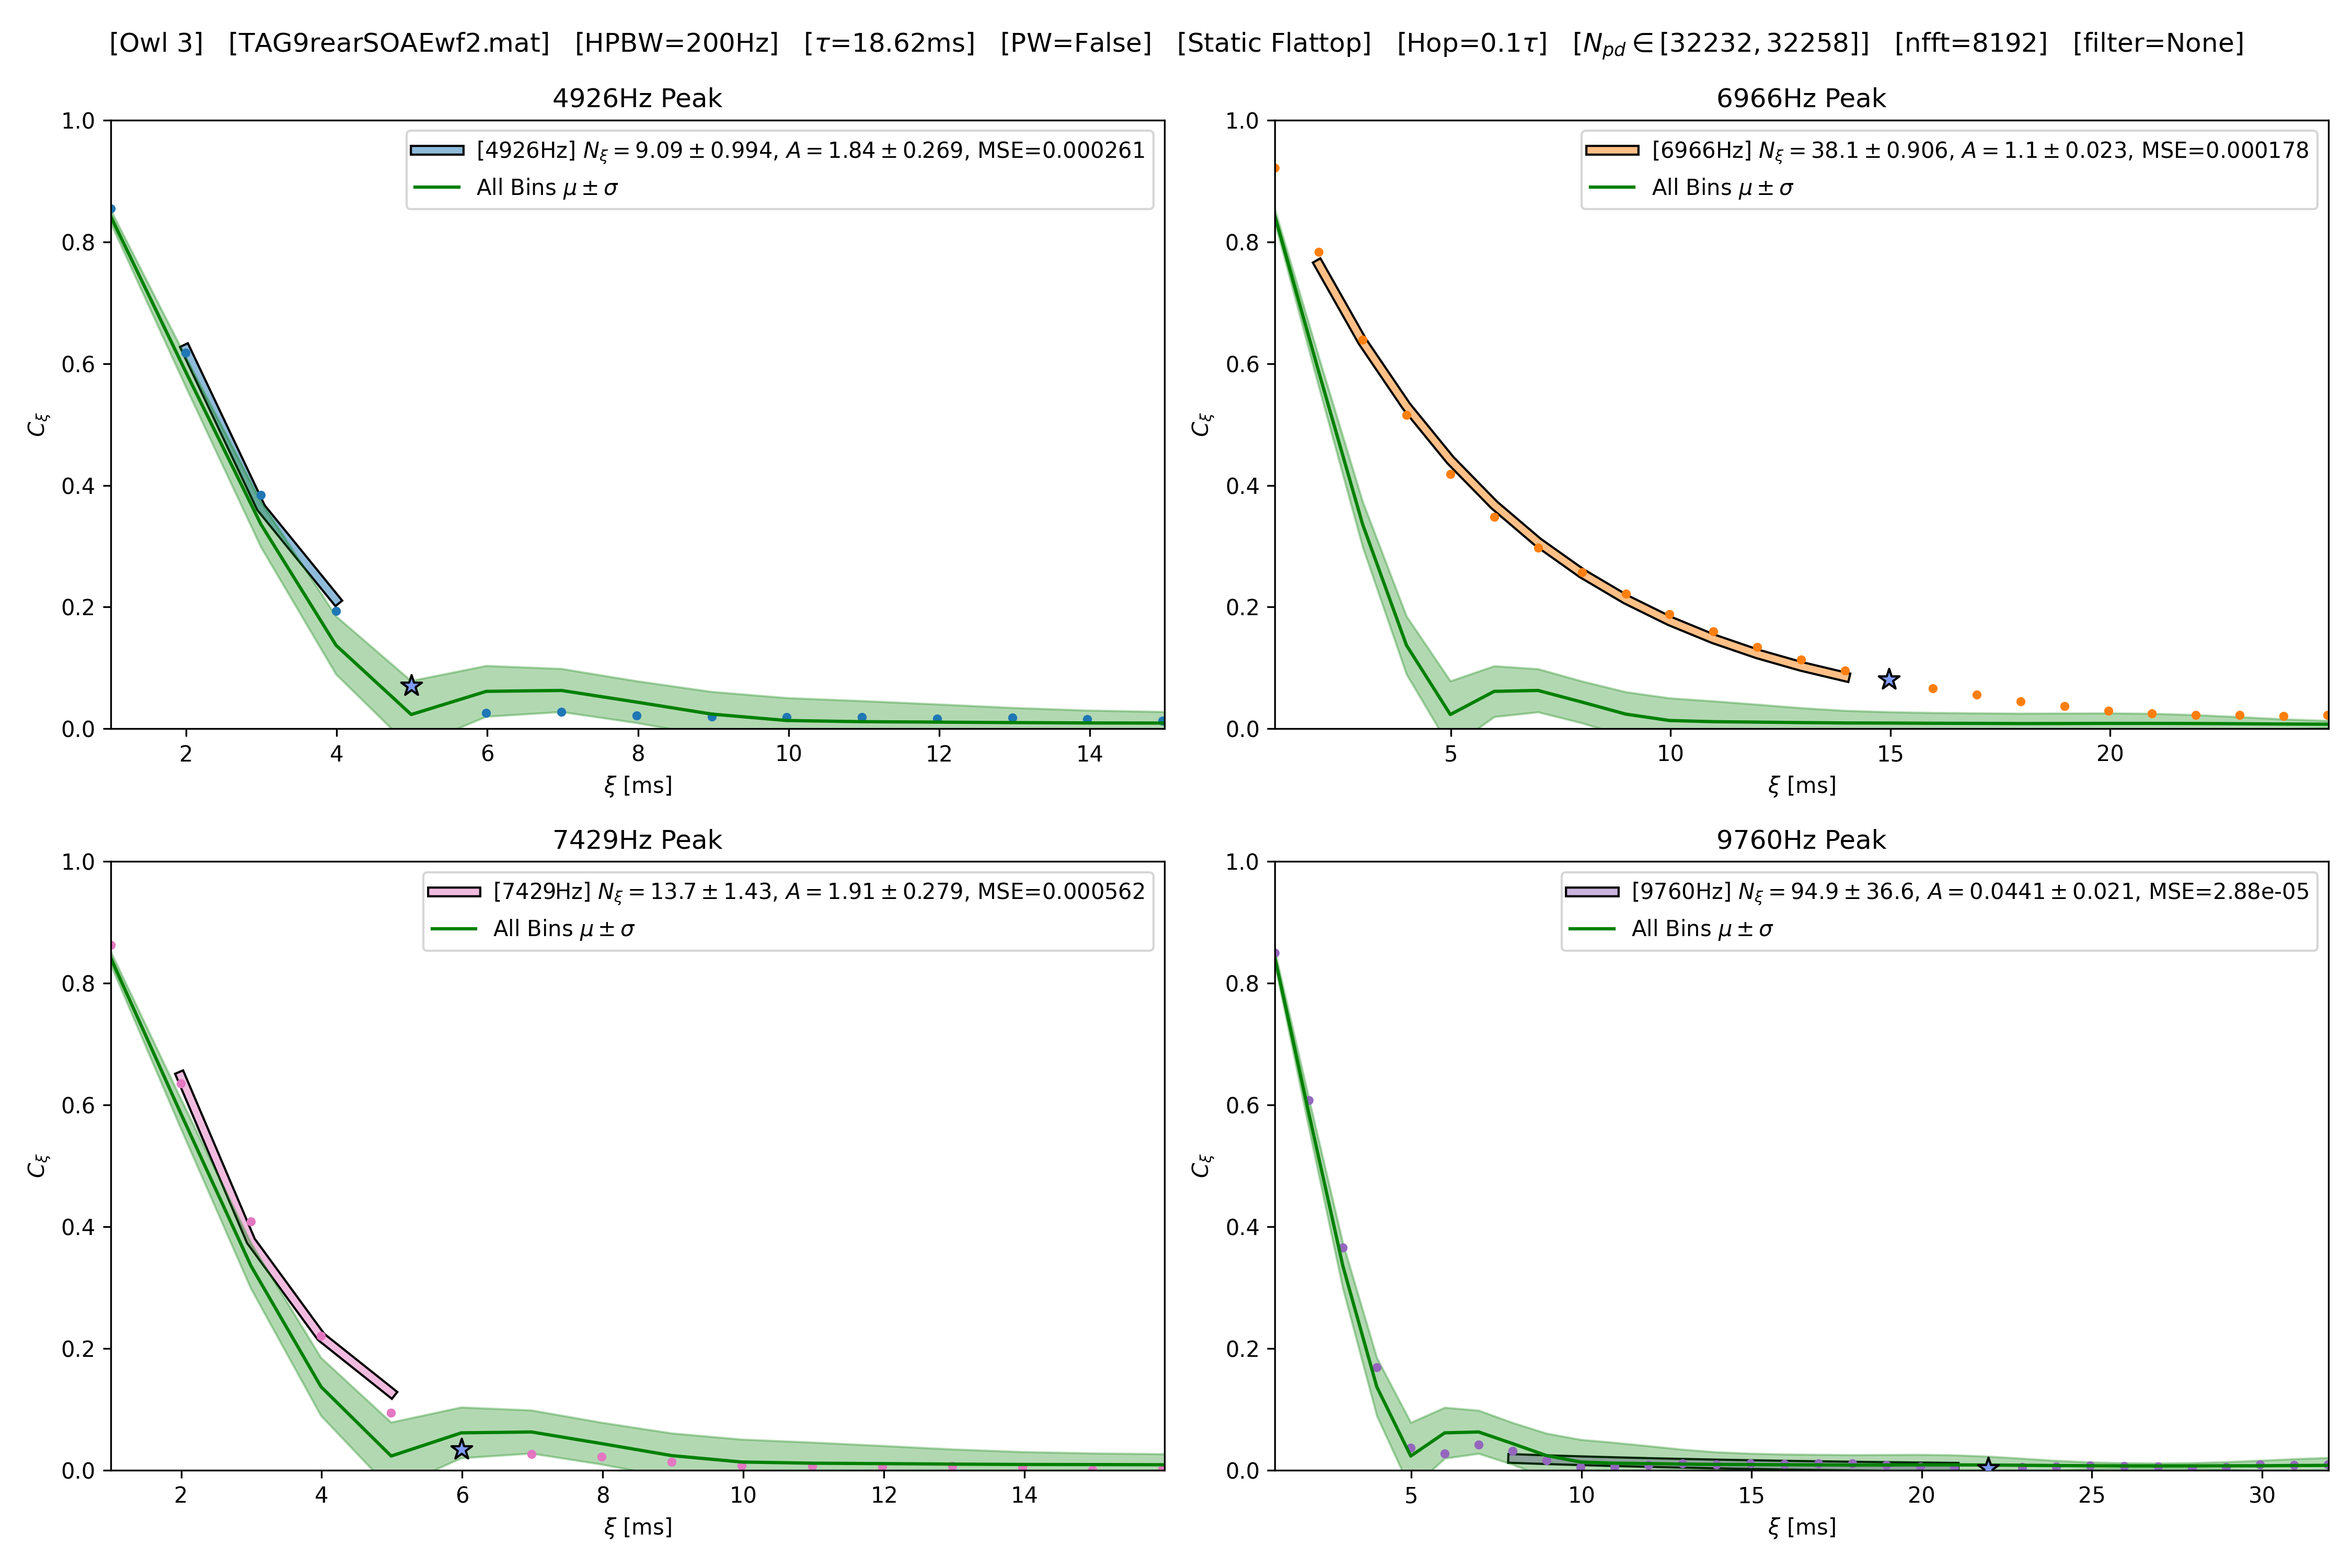 [Owl 3]   [TAG9rearSOAEwf2.mat]   [HPBW=200Hz]   [τ=18.62ms]   [PW=False]   [Static Flattop]   [Hop=0.1τ]   [N_pd ∈ [32232, 32258]]   [nfft=8192]   [filter=None]
4926Hz Peak
[4926Hz] N_ξ = 9.09 ± 0.994, A = 1.84 ± 0.269, MSE=0.000261
All Bins μ ± σ
1.0
0.8
0.6
0.4
0.2
0.0
C_ξ
2 4 6 8 10 12 14
ξ [ms]
6966Hz Peak
[6966Hz] N_ξ = 38.1 ± 0.906, A = 1.1 ± 0.023, MSE=0.000178
All Bins μ ± σ
1.0
0.8
0.6
0.4
0.2
0.0
C_ξ
5 10 15 20
ξ [ms]
7429Hz Peak
[7429Hz] N_ξ = 13.7 ± 1.43, A = 1.91 ± 0.279, MSE=0.000562
All Bins μ ± σ
1.0
0.8
0.6
0.4
0.2
0.0
C_ξ
2 4 6 8 10 12 14
ξ [ms]
9760Hz Peak
[9760Hz] N_ξ = 94.9 ± 36.6, A = 0.0441 ± 0.021, MSE=2.88e-05
All Bins μ ± σ
1.0
0.8
0.6
0.4
0.2
0.0
C_ξ
5 10 15 20 25 30
ξ [ms]